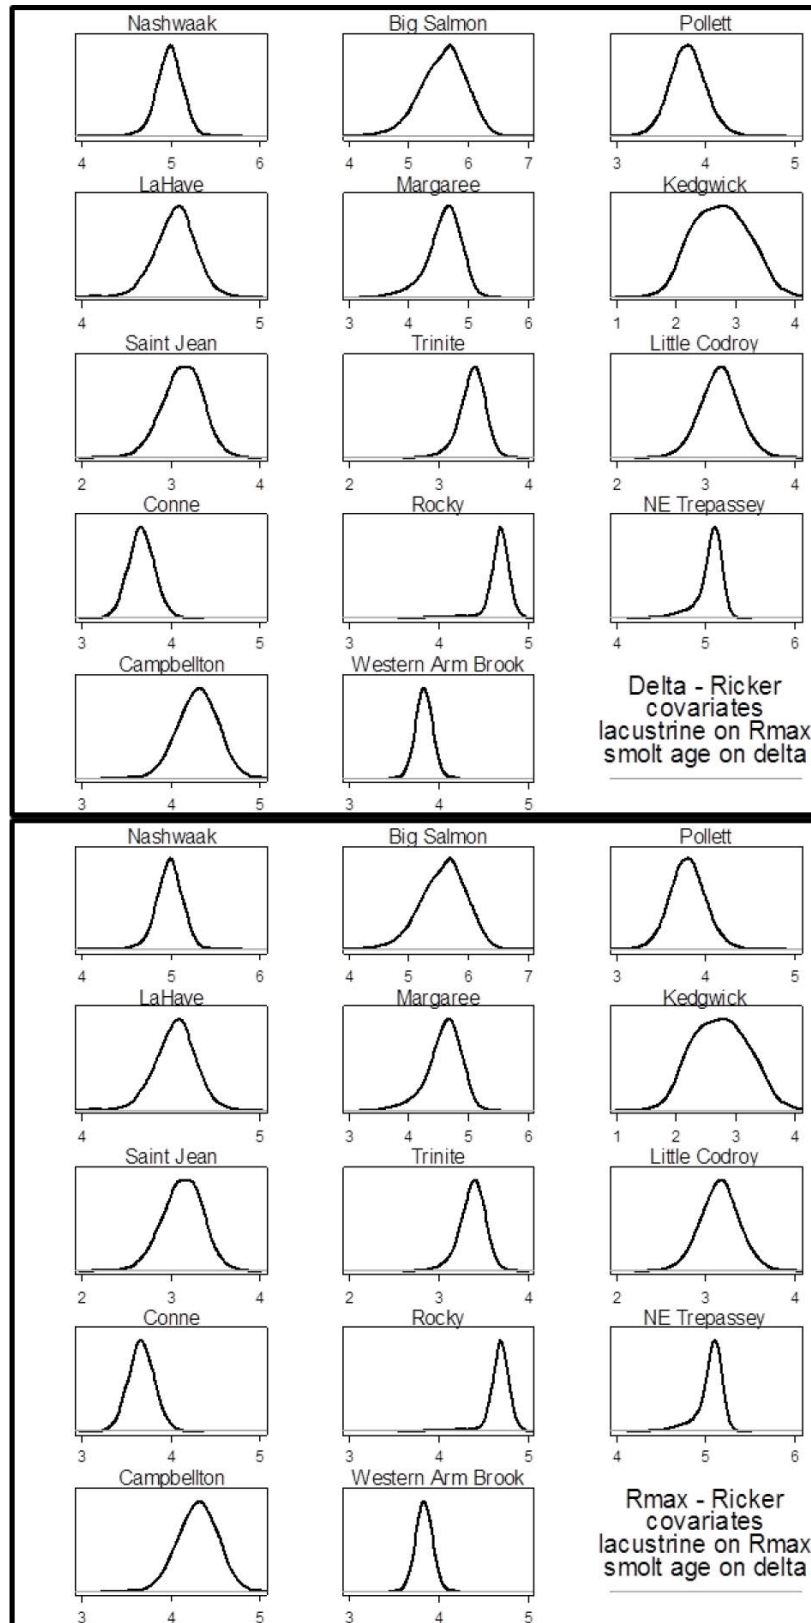 Nashwaak Big Salmon Pollett
4 5 6 4 5 6 7 3 4 5
LaHave Margaree Kedgwick
4 5 3 4 5 6 1 2 3 4
Saint Jean Trinite Little Codroy
2 3 4 2 3 4 2 3 4
Conne Rocky NE Trepassey
3 4 5 3 4 5 4 5 6
Campbellton Western Arm Brook
3 4 5 3 4 5
Delta - Ricker
covariates
lacustrine on Rmax
smolt age on delta
Nashwaak Big Salmon Pollett
4 5 6 4 5 6 7 3 4 5
LaHave Margaree Kedgwick
4 5 3 4 5 6 1 2 3 4
Saint Jean Trinite Little Codroy
2 3 4 2 3 4 2 3 4
Conne Rocky NE Trepassey
3 4 5 3 4 5 4 5 6
Campbellton Western Arm Brook
3 4 5 3 4 5
Rmax - Ricker
covariates
lacustrine on Rmax
smolt age on delta